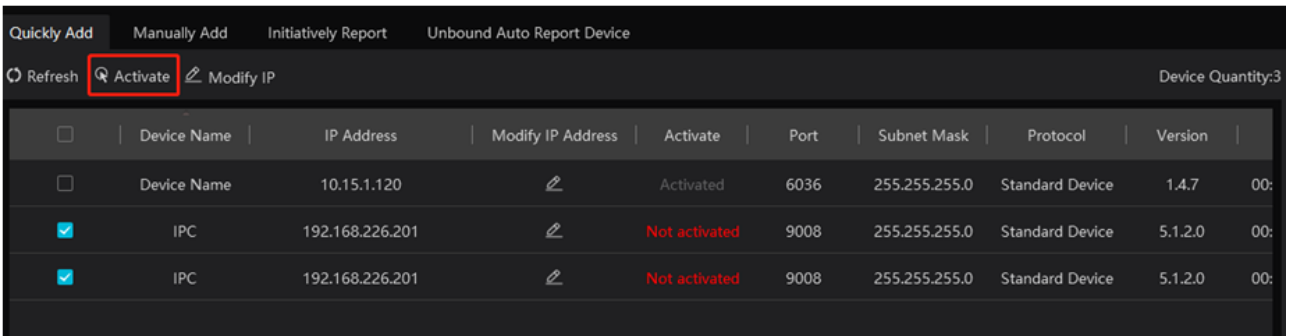 Quickly Add Manually Add Initiatively Report Unbound Auto Report Device
Refresh Activate Modify IP Device Quantity:3
Device Name IP Address Modify IP Address Activate Port Subnet Mask Protocol Version
Device Name 10.15.1.120 Activated 6036 255.255.255.0 Standard Device 1.4.7 00:
IPC 192.168.226.201 Not activated 9008 255.255.255.0 Standard Device 5.1.2.0 00:
IPC 192.168.226.201 Not activated 9008 255.255.255.0 Standard Device 5.1.2.0 00: